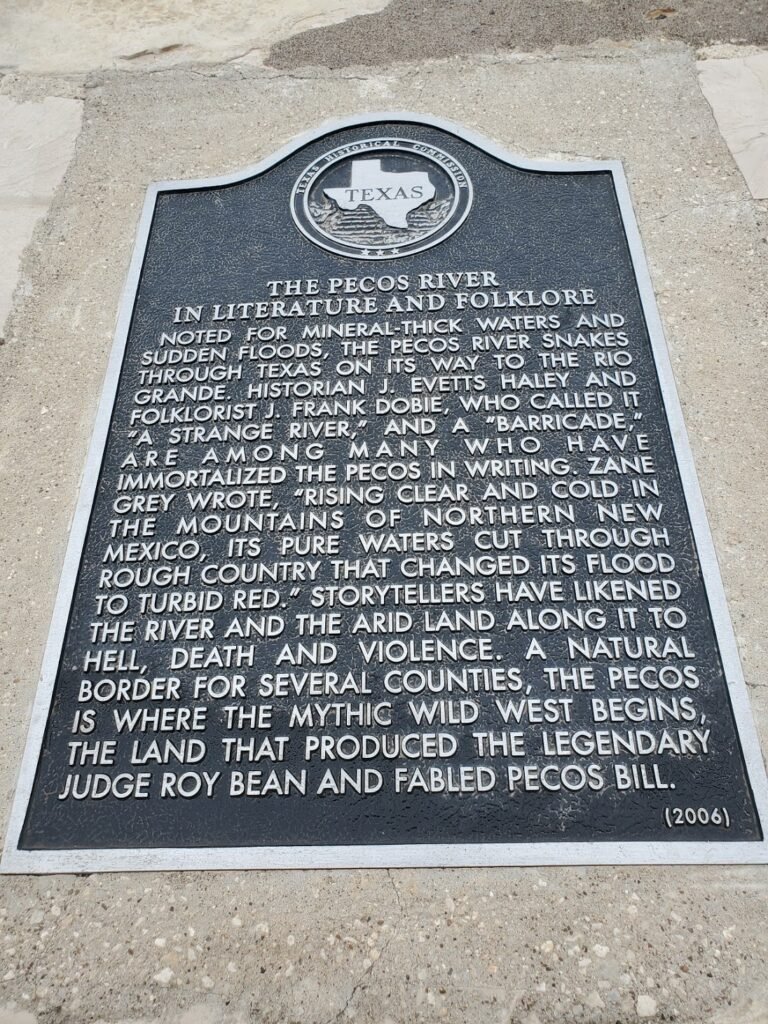 TEXAS HISTORICAL COMMISSION
TEXAS
THE PECOS RIVER
IN LITERATURE AND FOLKLORE
NOTED FOR MINERAL-THICK WATERS AND
SUDDEN FLOODS, THE PECOS RIVER SNAKES
THROUGH TEXAS ON ITS WAY TO THE RIO
GRANDE. HISTORIAN J. EVETTS HALEY AND
FOLKLORIST J. FRANK DOBIE, WHO CALLED IT
“A STRANGE RIVER,” AND A “BARRICADE,”
ARE AMONG MANY WHO HAVE
IMMORTALIZED THE PECOS IN WRITING. ZANE
GREY WROTE, “RISING CLEAR AND COLD IN
THE MOUNTAINS OF NORTHERN NEW
MEXICO, ITS PURE WATERS CUT THROUGH
ROUGH COUNTRY THAT CHANGED ITS FLOOD
TO TURBID RED.” STORYTELLERS HAVE LIKENED
THE RIVER AND THE ARID LAND ALONG IT TO
HELL, DEATH AND VIOLENCE. A NATURAL
BORDER FOR SEVERAL COUNTIES, THE PECOS
IS WHERE THE MYTHIC WILD WEST BEGINS,
THE LAND THAT PRODUCED THE LEGENDARY
JUDGE ROY BEAN AND FABLED PECOS BILL.
(2006)